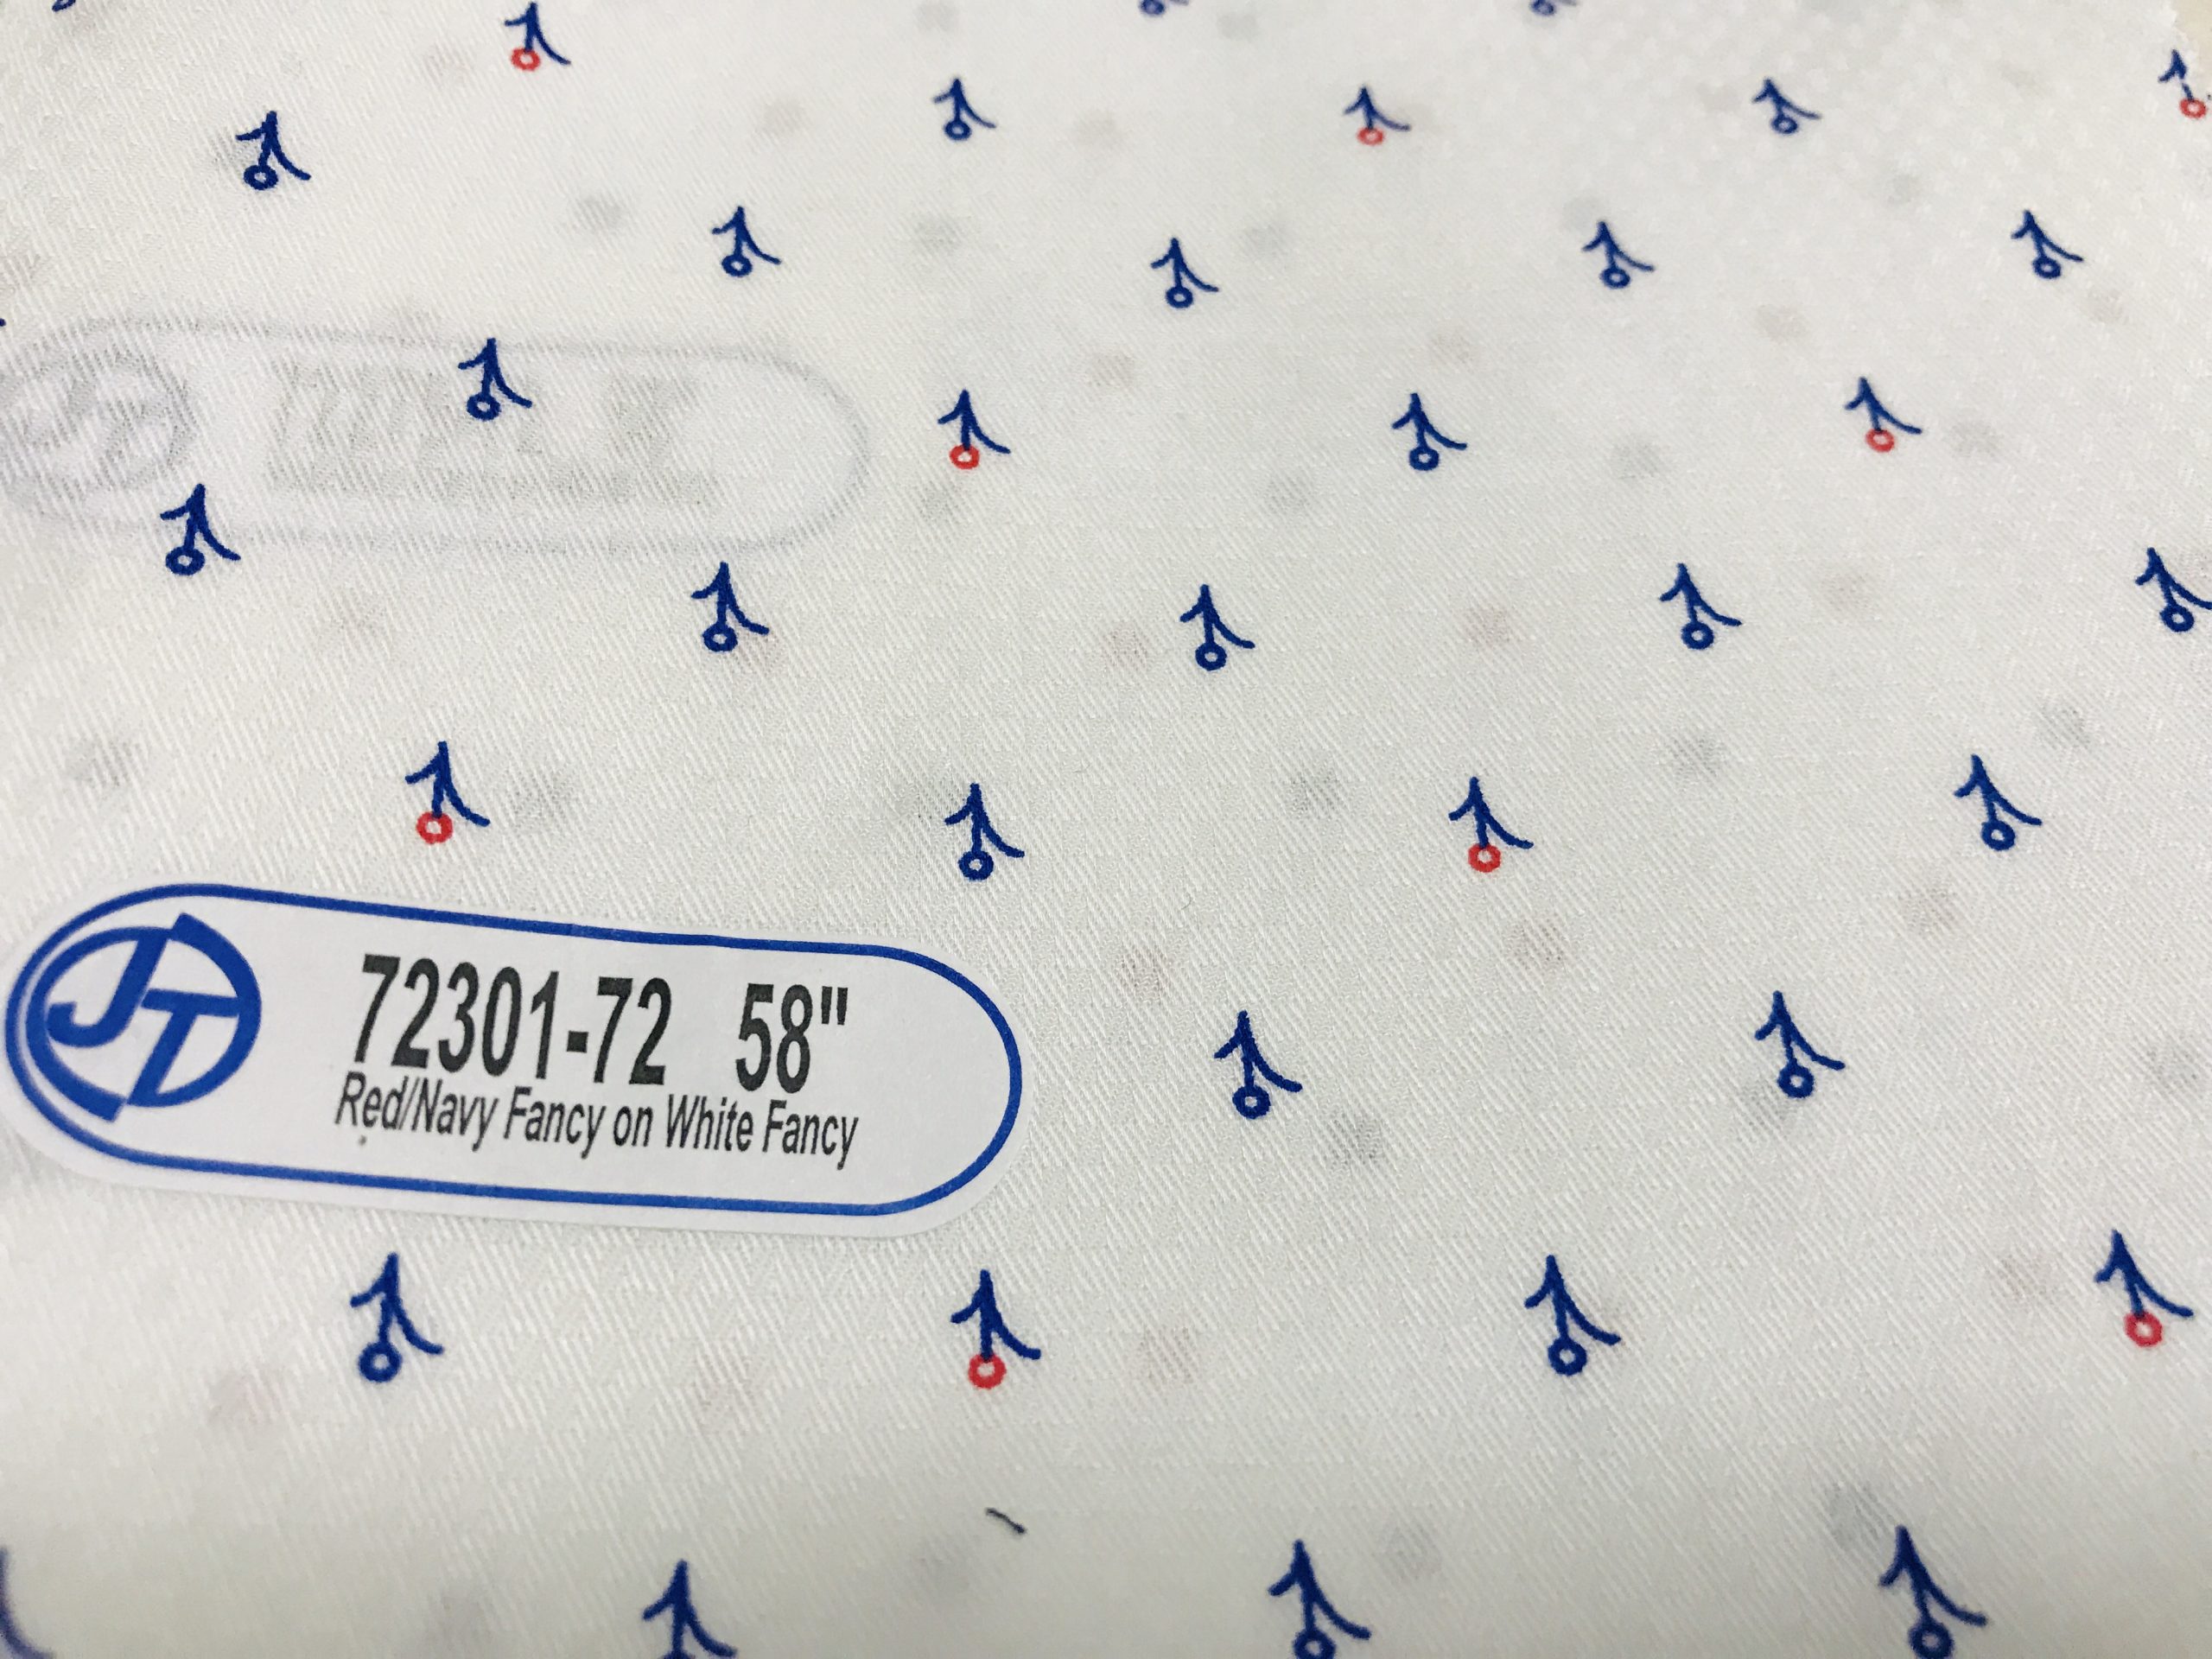 JT
72301-72 58"
Red/Navy Fancy on White Fancy